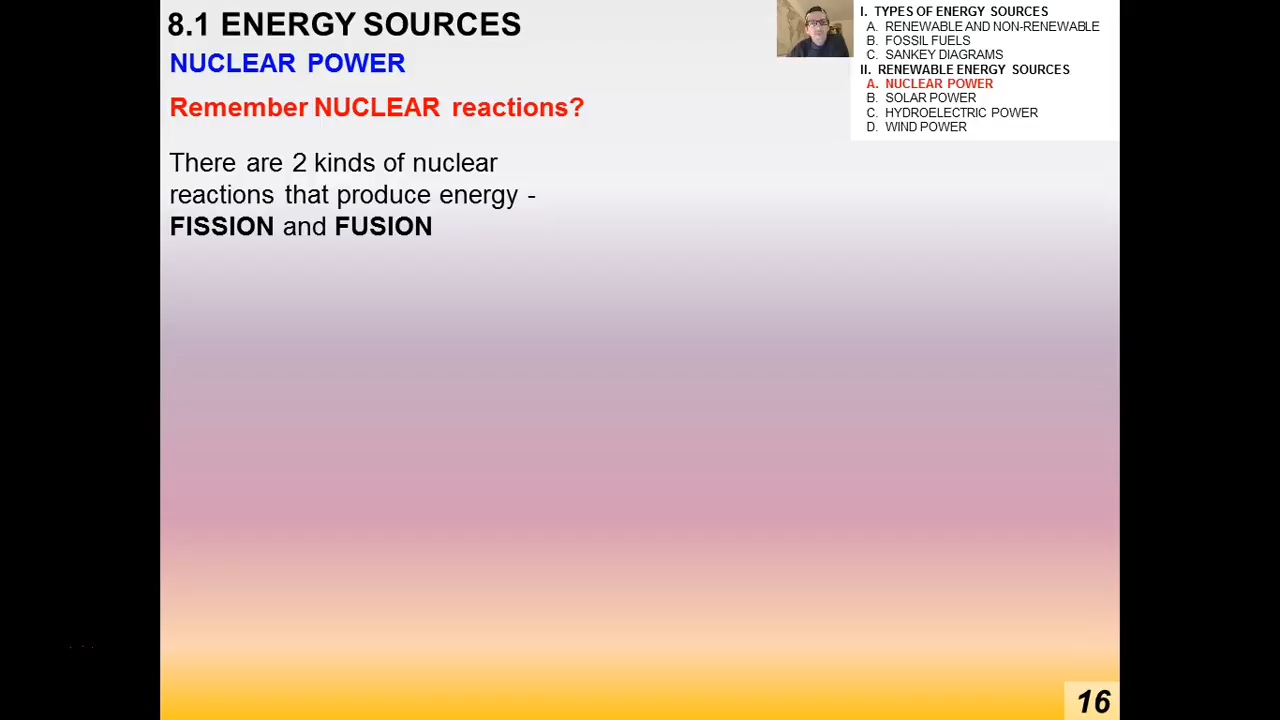 8.1 ENERGY SOURCES
NUCLEAR POWER
Remember NUCLEAR reactions?
There are 2 kinds of nuclear
reactions that produce energy -
FISSION and FUSION
I. TYPES OF ENERGY SOURCES
A. RENEWABLE AND NON-RENEWABLE
B. FOSSIL FUELS
C. SANKEY DIAGRAMS
II. RENEWABLE ENERGY SOURCES
A. NUCLEAR POWER
B. SOLAR POWER
C. HYDROELECTRIC POWER
D. WIND POWER
16